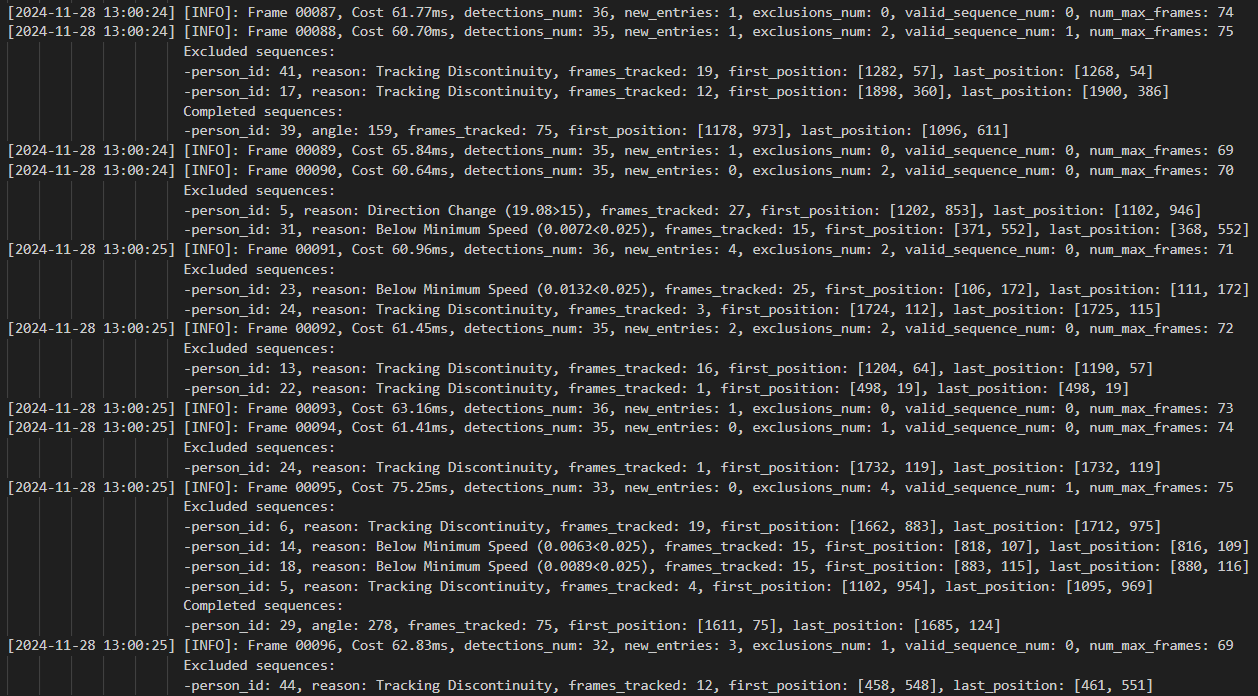 [2024-11-28 13:00:24] [INFO]: Frame 00087, Cost 61.77ms, detections_num: 36, new_entries: 1, exclusions_num: 0, valid_sequence_num: 0, num_max_frames: 74
[2024-11-28 13:00:24] [INFO]: Frame 00088, Cost 60.70ms, detections_num: 35, new_entries: 1, exclusions_num: 2, valid_sequence_num: 1, num_max_frames: 75
Excluded sequences:
-person_id: 41, reason: Tracking Discontinuity, frames_tracked: 19, first_position: [1282, 57], last_position: [1268, 54]
-person_id: 17, reason: Tracking Discontinuity, frames_tracked: 12, first_position: [1898, 360], last_position: [1900, 386]
Completed sequences:
-person_id: 39, angle: 159, frames_tracked: 75, first_position: [1178, 973], last_position: [1096, 611]
[2024-11-28 13:00:24] [INFO]: Frame 00089, Cost 65.84ms, detections_num: 35, new_entries: 1, exclusions_num: 0, valid_sequence_num: 0, num_max_frames: 69
[2024-11-28 13:00:24] [INFO]: Frame 00090, Cost 60.64ms, detections_num: 35, new_entries: 0, exclusions_num: 2, valid_sequence_num: 0, num_max_frames: 70
Excluded sequences:
-person_id: 5, reason: Direction Change (19.08>15), frames_tracked: 27, first_position: [1202, 853], last_position: [1102, 946]
-person_id: 31, reason: Below Minimum Speed (0.0072<0.025), frames_tracked: 15, first_position: [371, 552], last_position: [368, 552]
[2024-11-28 13:00:25] [INFO]: Frame 00091, Cost 60.96ms, detections_num: 36, new_entries: 4, exclusions_num: 2, valid_sequence_num: 0, num_max_frames: 71
Excluded sequences:
-person_id: 23, reason: Below Minimum Speed (0.0132<0.025), frames_tracked: 25, first_position: [106, 172], last_position: [111, 172]
-person_id: 24, reason: Tracking Discontinuity, frames_tracked: 3, first_position: [1724, 112], last_position: [1725, 115]
[2024-11-28 13:00:25] [INFO]: Frame 00092, Cost 61.45ms, detections_num: 35, new_entries: 2, exclusions_num: 2, valid_sequence_num: 0, num_max_frames: 72
Excluded sequences:
-person_id: 13, reason: Tracking Discontinuity, frames_tracked: 16, first_position: [1204, 64], last_position: [1190, 57]
-person_id: 22, reason: Tracking Discontinuity, frames_tracked: 1, first_position: [498, 19], last_position: [498, 19]
[2024-11-28 13:00:25] [INFO]: Frame 00093, Cost 63.16ms, detections_num: 36, new_entries: 1, exclusions_num: 0, valid_sequence_num: 0, num_max_frames: 73
[2024-11-28 13:00:25] [INFO]: Frame 00094, Cost 61.41ms, detections_num: 35, new_entries: 0, exclusions_num: 1, valid_sequence_num: 0, num_max_frames: 74
Excluded sequences:
-person_id: 24, reason: Tracking Discontinuity, frames_tracked: 1, first_position: [1732, 119], last_position: [1732, 119]
[2024-11-28 13:00:25] [INFO]: Frame 00095, Cost 75.25ms, detections_num: 33, new_entries: 0, exclusions_num: 4, valid_sequence_num: 1, num_max_frames: 75
Excluded sequences:
-person_id: 6, reason: Tracking Discontinuity, frames_tracked: 19, first_position: [1662, 883], last_position: [1712, 975]
-person_id: 14, reason: Below Minimum Speed (0.0063<0.025), frames_tracked: 15, first_position: [818, 107], last_position: [816, 109]
-person_id: 18, reason: Below Minimum Speed (0.0089<0.025), frames_tracked: 15, first_position: [883, 115], last_position: [880, 116]
-person_id: 5, reason: Tracking Discontinuity, frames_tracked: 4, first_position: [1102, 954], last_position: [1095, 969]
Completed sequences:
-person_id: 29, angle: 278, frames_tracked: 75, first_position: [1611, 75], last_position: [1685, 124]
[2024-11-28 13:00:25] [INFO]: Frame 00096, Cost 62.83ms, detections_num: 32, new_entries: 3, exclusions_num: 1, valid_sequence_num: 0, num_max_frames: 69
Excluded sequences:
-person_id: 44, reason: Tracking Discontinuity, frames_tracked: 12, first_position: [458, 548], last_position: [461, 551]